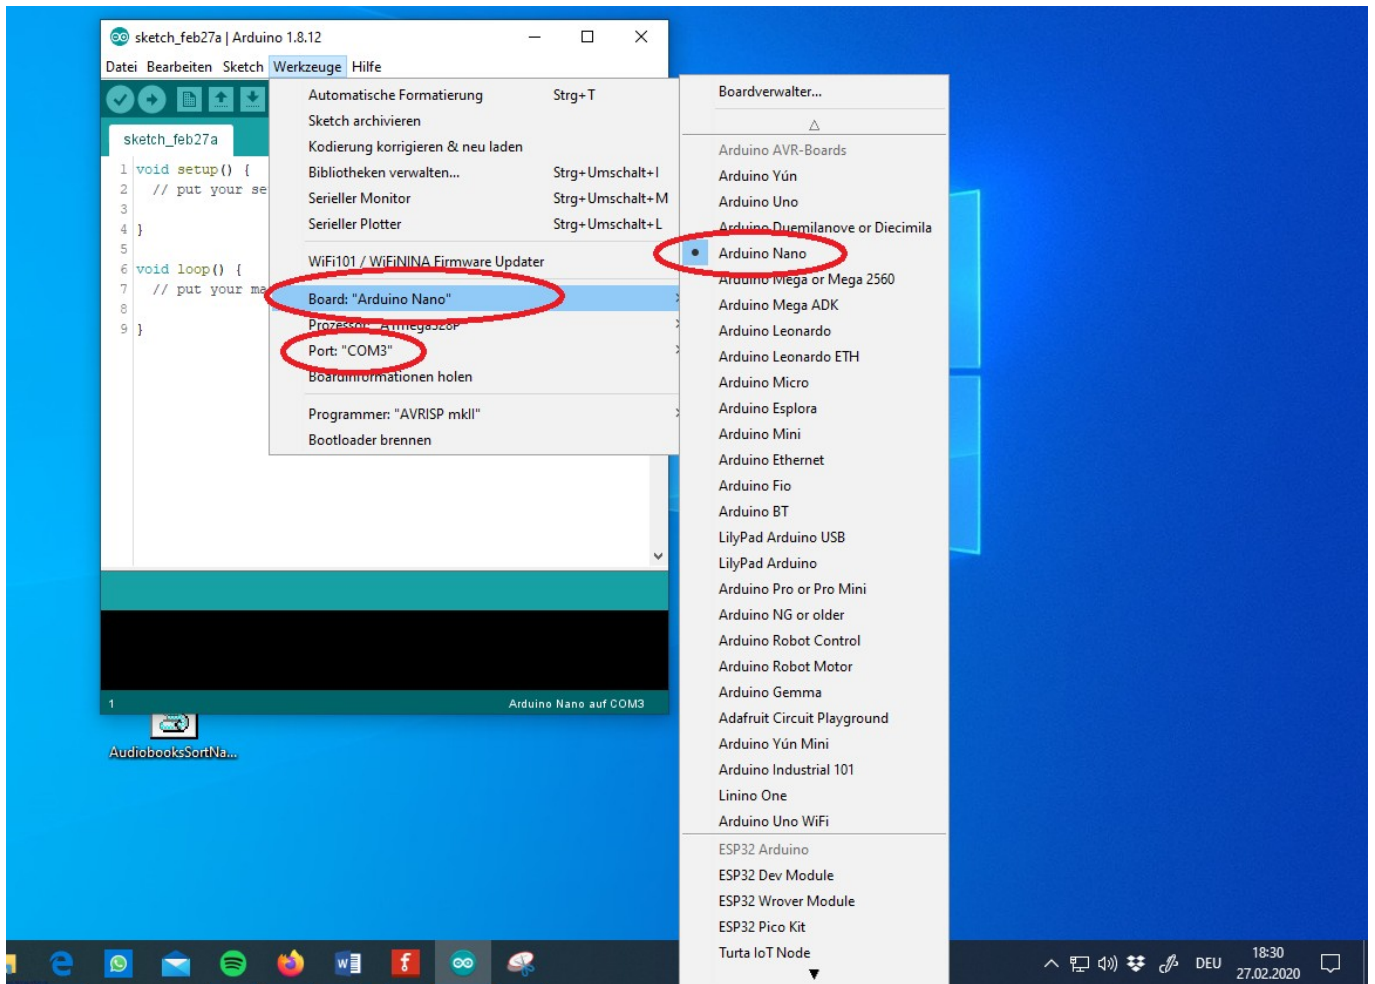 sketch_feb27a | Arduino 1.8.12
Datei Bearbeiten Sketch Werkzeuge Hilfe
sketch_feb27a
1 void setup() {
2 // put your se
3
4 }
5
6 void loop() {
7 // put your ma
8
9 }
Automatische Formatierung Strg+T
Sketch archivieren
Kodierung korrigieren & neu laden
Bibliotheken verwalten... Strg+Umschalt+I
Serieller Monitor Strg+Umschalt+M
Serieller Plotter Strg+Umschalt+L
WiFi101 / WiFiNINA Firmware Updater
Board: "Arduino Nano"
Prozessor: "ATmega328P"
Port: "COM3"
Boardinformationen holen
Programmer: "AVRISP mkII"
Bootloader brennen
Boardverwalter...
Arduino AVR-Boards
Arduino Yún
Arduino Uno
Arduino Duemilanove or Diecimila
Arduino Nano
Arduino Mega or Mega 2560
Arduino Mega ADK
Arduino Leonardo
Arduino Leonardo ETH
Arduino Micro
Arduino Esplora
Arduino Mini
Arduino Ethernet
Arduino Fio
Arduino BT
LilyPad Arduino USB
LilyPad Arduino
Arduino Pro or Pro Mini
Arduino NG or older
Arduino Robot Control
Arduino Robot Motor
Arduino Gemma
Adafruit Circuit Playground
Arduino Yún Mini
Arduino Industrial 101
Linino One
Arduino Uno WiFi
ESP32 Arduino
ESP32 Dev Module
ESP32 Wrover Module
ESP32 Pico Kit
Turta IoT Node
1 Arduino Nano auf COM3
AudiobooksSortNa...
DEU
18:30
27.02.2020